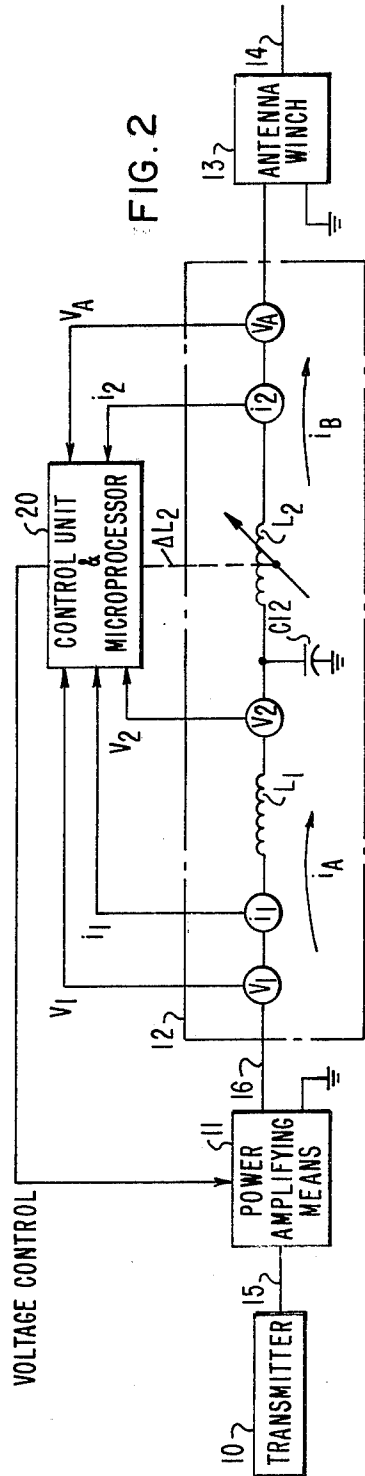 FIG. 2
VOLTAGE CONTROL
20
CONTROL UNIT
&
MICROPROCESSOR
V1
i1
V2
ΔL2
i2
VA
10
TRANSMITTER
15
11
POWER
AMPLIFYING
MEANS
16
12
V1
i1
L1
V2
C12
L2
i2
VA
iA
iB
13
ANTENNA
WINCH
14